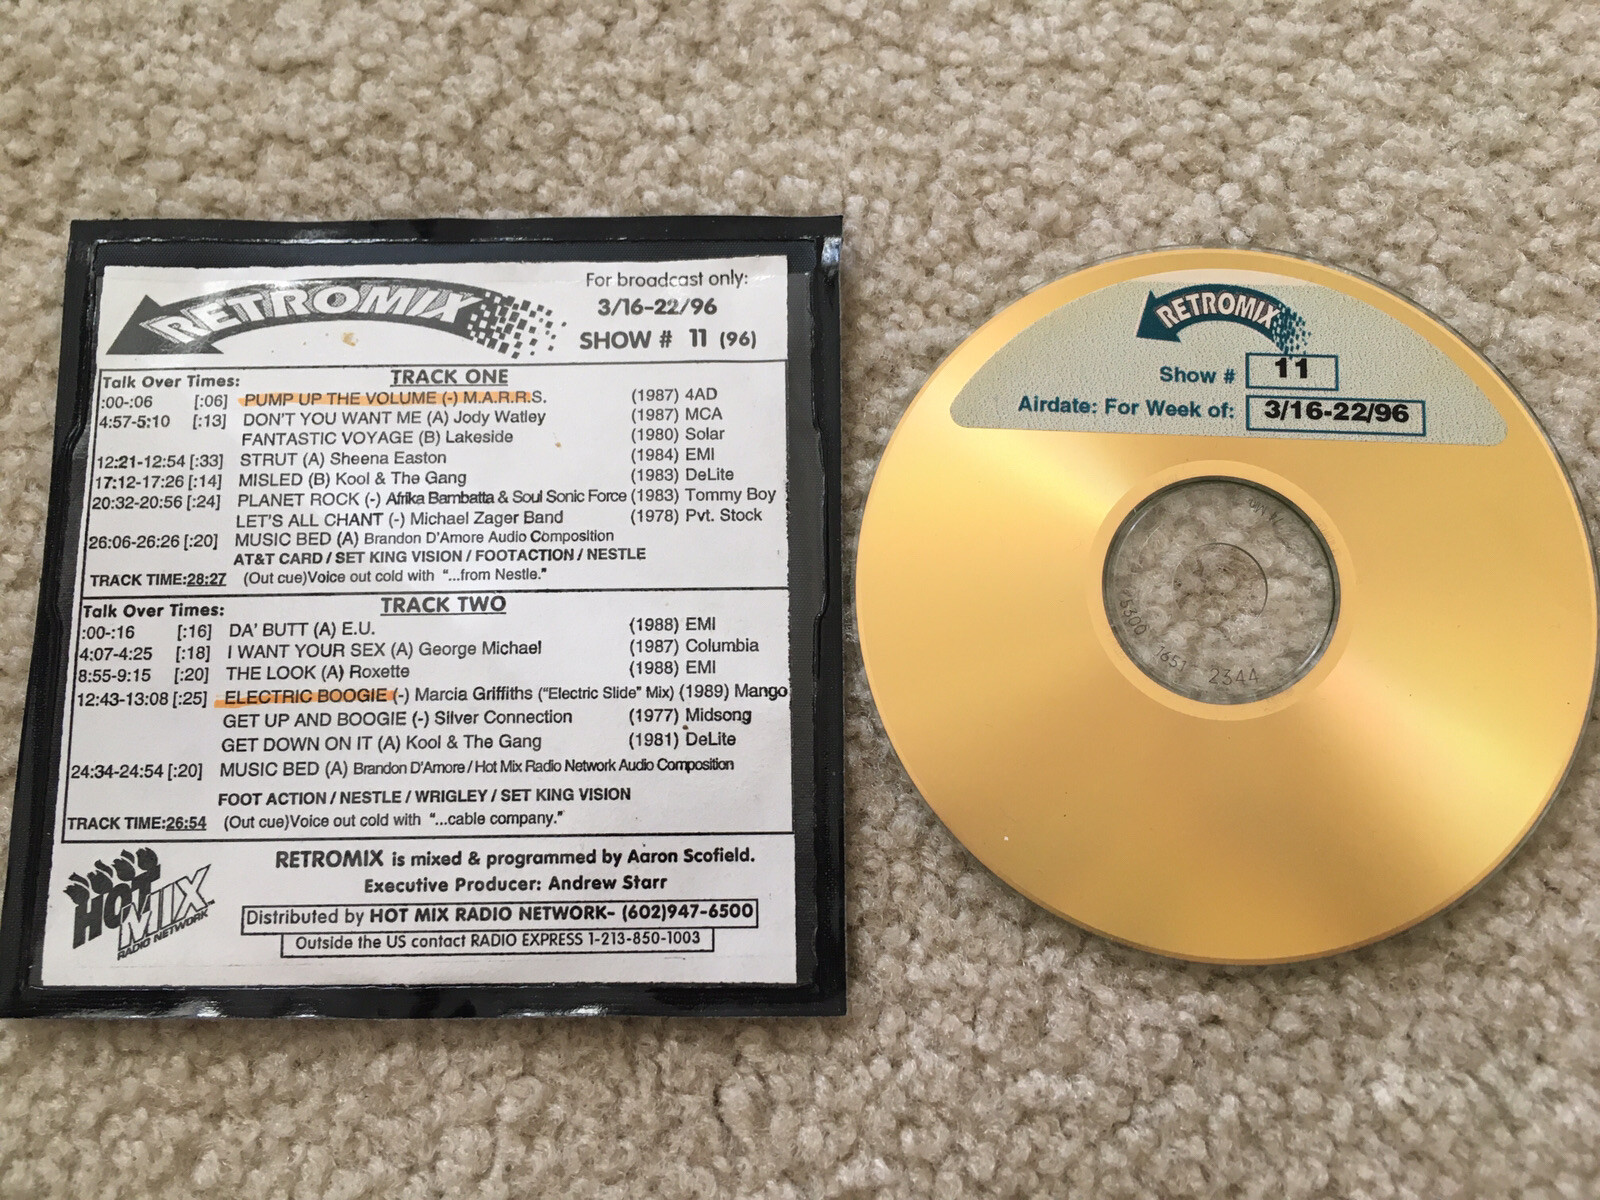 RETROMIX
For broadcast only:
3/16-22/96
SHOW # 11 (96)
Talk Over Times: TRACK ONE
:00-:06 [:06] PUMP UP THE VOLUME (-) M.A.R.R.S. (1987) 4AD
4:57-5:10 [:13] DON'T YOU WANT ME (A) Jody Watley (1987) MCA
FANTASTIC VOYAGE (B) Lakeside (1980) Solar
12:21-12:54 [:33] STRUT (A) Sheena Easton (1984) EMI
17:12-17:26 [:14] MISLED (B) Kool & The Gang (1983) DeLite
20:32-20:56 [:24] PLANET ROCK (-) Afrika Bambatta & Soul Sonic Force (1983) Tommy Boy
LET'S ALL CHANT (-) Michael Zager Band (1978) Pvt. Stock
26:06-26:26 [:20] MUSIC BED (A) Brandon D'Amore Audio Composition
AT&T CARD / SET KING VISION / FOOTACTION / NESTLE
TRACK TIME:28:27 (Out cue)Voice out cold with "...from Nestle."
Talk Over Times: TRACK TWO
:00-:16 [:16] DA' BUTT (A) E.U. (1988) EMI
4:07-4:25 [:18] I WANT YOUR SEX (A) George Michael (1987) Columbia
8:55-9:15 [:20] THE LOOK (A) Roxette (1988) EMI
12:43-13:08 [:25] ELECTRIC BOOGIE (-) Marcia Griffiths ("Electric Slide" Mix) (1989) Mango
GET UP AND BOOGIE (-) Silver Connection (1977) Midsong
GET DOWN ON IT (A) Kool & The Gang (1981) DeLite
24:34-24:54 [:20] MUSIC BED (A) Brandon D'Amore / Hot Mix Radio Network Audio Composition
FOOT ACTION / NESTLE / WRIGLEY / SET KING VISION
TRACK TIME:26:54 (Out cue)Voice out cold with "...cable company."
HOT
MIX
RADIO NETWORK
RETROMIX is mixed & programmed by Aaron Scofield.
Executive Producer: Andrew Starr
Distributed by HOT MIX RADIO NETWORK- (602)947-6500
Outside the US contact RADIO EXPRESS 1-213-850-1003
RETROMIX
Show # 11
Airdate: For Week of: 3/16-22/96
5300 1651 2344